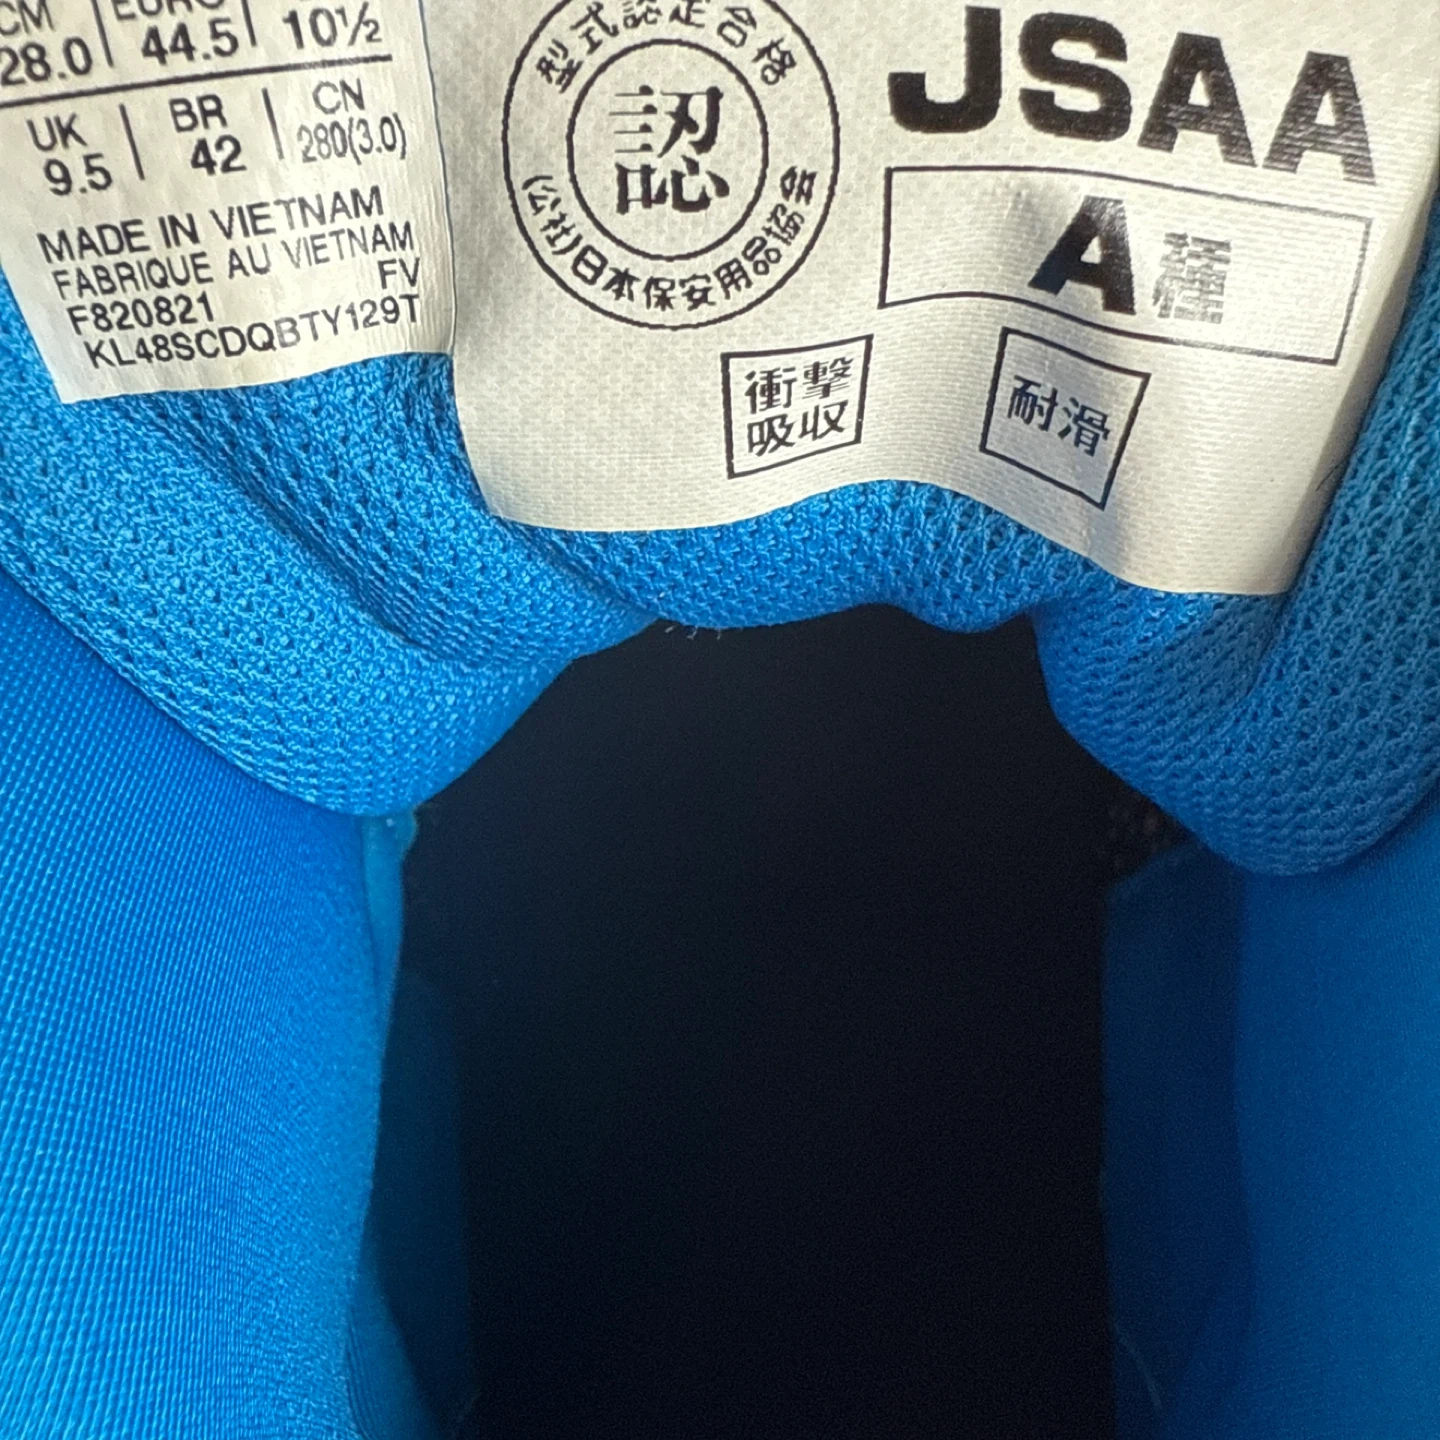 CM EURO
28.0 44.5 10½
UK BR CN
9.5 42 280(3.0)
MADE IN VIETNAM
FABRIQUE AU VIETNAM
FV
F820821
KL48SCDQBTY129T
型式認定合格
認
(公社)日本保安用品協会
JSAA
A種
衝撃
吸収
耐滑